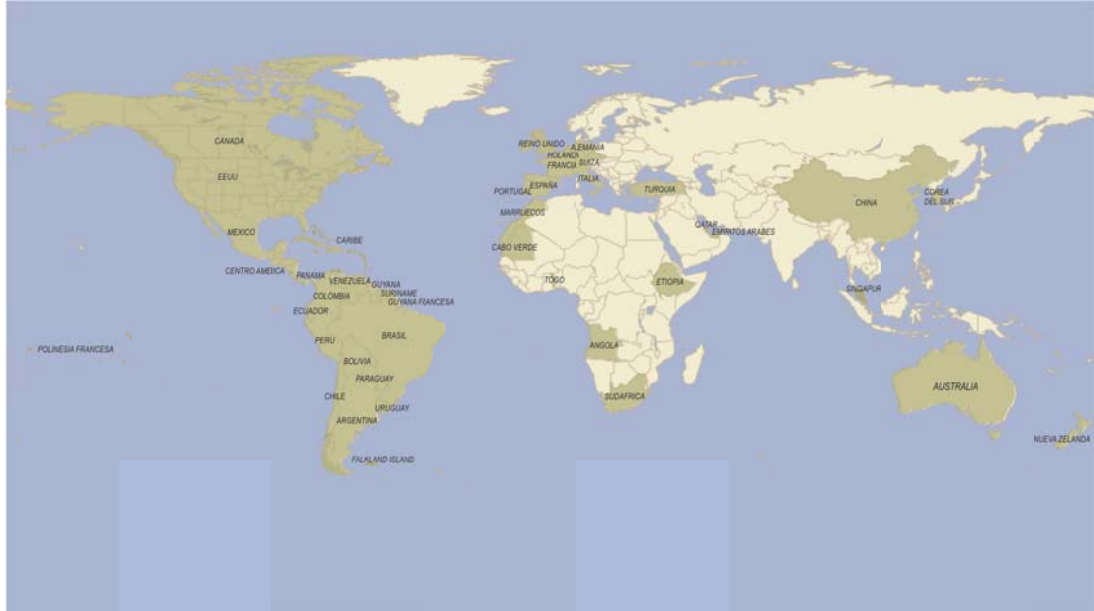 CANADA
EEUU
MEXICO
CARIBE
CENTRO AMEICA
PANAMA
VENEZUELA
GUYANA
SURINAME
GUYANA FIANCESA
COLOMBIA
ECUADOR
BRASIL
PERU
POLINESIA FRANCESA
BOLIVIA
PARAGUAY
CHILE
URUGUAY
ARGENTINA
FALKLAND ISLAND
REINO UNIDO
ALEMANIA
HOLANDA
FRANCIA
SUIZA
ITALIA
ESPAÑA
PORTUGAL
TURQUIA
MARRUECOS
CABO VERDE
TOGO
ETIOPIA
ANGOLA
SUDAFRICA
QATAR
EMIRATOS ARABES
CHINA
COREA
DEL SUR
SINGAPUR
AUSTRALIA
NUEVA ZELANDA